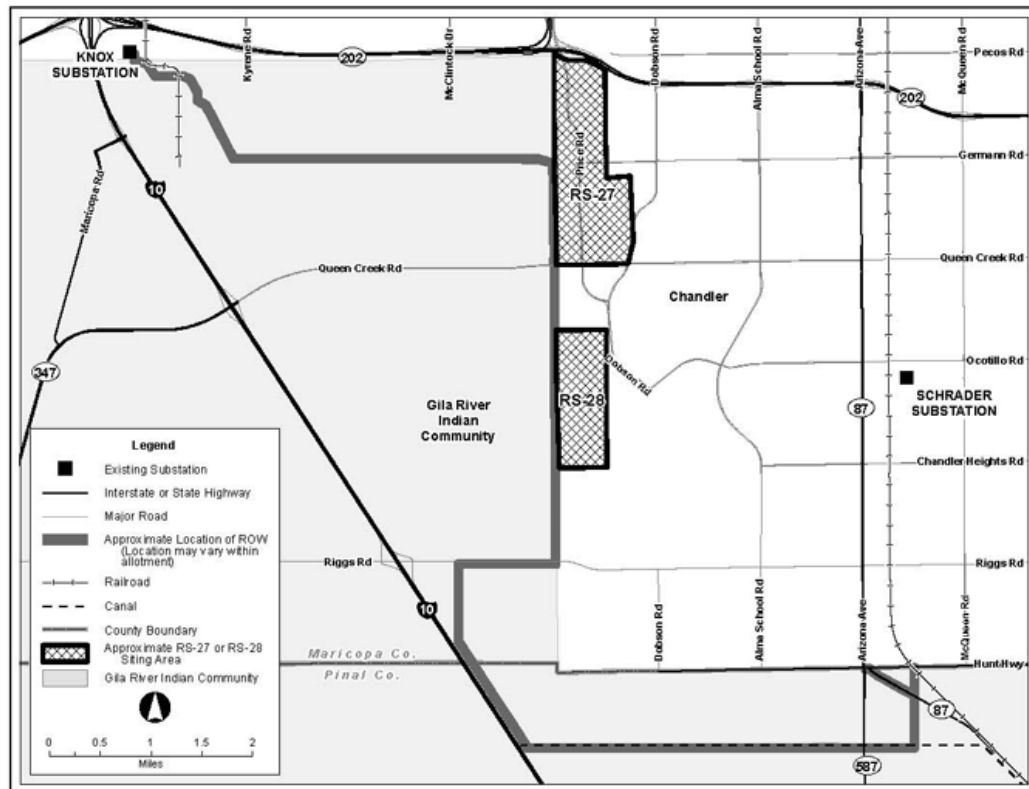 KNOX
SUBSTATION
Kyrene Rd
202
McClintock Dr
Dobson Rd
Alma School Rd
Arizona Ave
McQueen Rd
Pecos Rd
202
Price Rd
Germann Rd
Maricopa Rd
10
RS-27
Queen Creek Rd
Queen Creek Rd
Chandler
347
Dobson Rd
Ocotillo Rd
RS-28
SCHRADER
SUBSTATION
87
Gila River
Indian
Community
Chandler Heights Rd
Riggs Rd
Riggs Rd
10
Dobson Rd
Alma School Rd
Arizona Ave
McQueen Rd
Maricopa Co.
Pinal Co.
Hunt Hwy
87
587
Legend
Existing Substation
Interstate or State Highway
Major Road
Approximate Location of ROW
(Location may vary within
allotment)
Railroad
Canal
County Boundary
Approximate RS-27 or RS-28
Siting Area
Gila River Indian Community
0 0.5 1 1.5 2
Miles